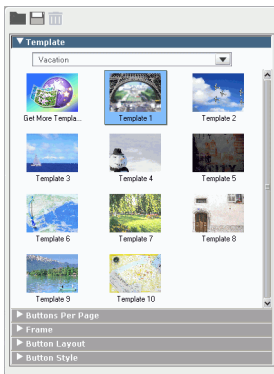 Template
Vacation
Get More Templa...
Template 1
Template 2
Template 3
Template 4
Template 5
Template 6
Template 7
Template 8
Template 9
Template 10
Buttons Per Page
Frame
Button Layout
Button Style